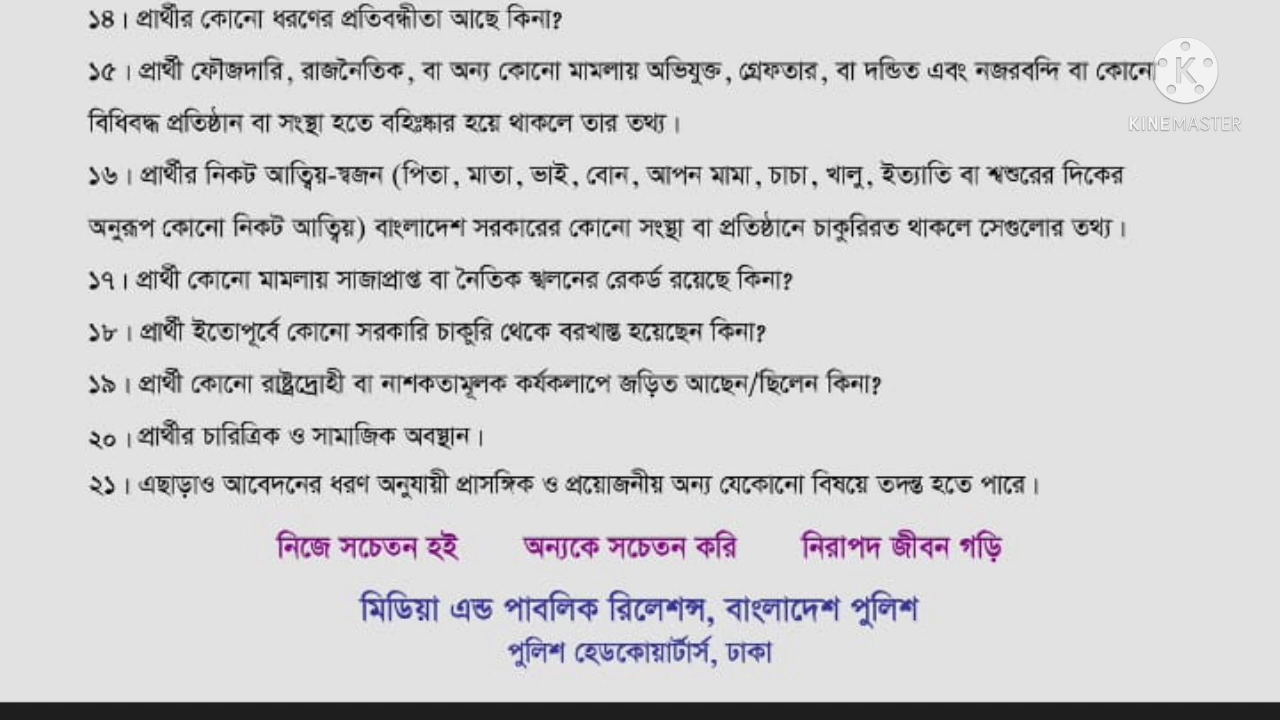 ১৪। প্রার্থীর কোনো ধরণের প্রতিবন্ধীতা আছে কিনা?
১৫। প্রার্থী ফৌজদারি, রাজনৈতিক, বা অন্য কোনো মামলায় অভিযুক্ত, গ্রেফতার, বা দন্ডিত এবং নজরবন্দি বা কোনো
বিধিবদ্ধ প্রতিষ্ঠান বা সংস্থা হতে বহিঃষ্কার হয়ে থাকলে তার তথ্য।
১৬। প্রার্থীর নিকট আত্বিয়-স্বজন (পিতা, মাতা, ভাই, বোন, আপন মামা, চাচা, খালু, ইত্যাতি বা শ্বশুরের দিকের
অনুরূপ কোনো নিকট আত্বিয়) বাংলাদেশ সরকারের কোনো সংস্থা বা প্রতিষ্ঠানে চাকুরিরত থাকলে সেগুলোর তথ্য।
১৭। প্রার্থী কোনো মামলায় সাজাপ্রাপ্ত বা নৈতিক স্খলনের রেকর্ড রয়েছে কিনা?
১৮। প্রার্থী ইতোপূর্বে কোনো সরকারি চাকুরি থেকে বরখাস্ত হয়েছেন কিনা?
১৯। প্রার্থী কোনো রাষ্ট্রদ্রোহী বা নাশকতামূলক কর্যকলাপে জড়িত আছেন/ছিলেন কিনা?
২০। প্রার্থীর চারিত্রিক ও সামাজিক অবস্থান।
২১। এছাড়াও আবেদনের ধরণ অনুযায়ী প্রাসঙ্গিক ও প্রয়োজনীয় অন্য যেকোনো বিষয়ে তদন্ত হতে পারে।
নিজে সচেতন হই অন্যকে সচেতন করি নিরাপদ জীবন গড়ি
মিডিয়া এন্ড পাবলিক রিলেশন্স, বাংলাদেশ পুলিশ
পুলিশ হেডকোয়ার্টার্স, ঢাকা
K
KINEMASTER